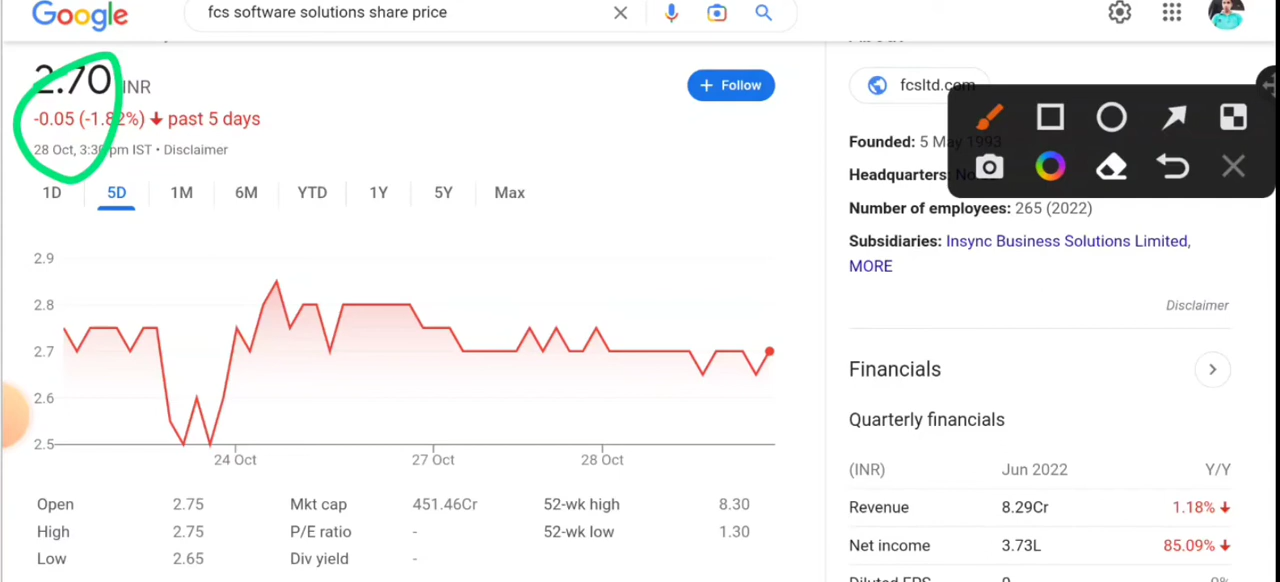 Google
fcs software solutions share price
2.70 INR
-0.05 (-1.82%) past 5 days
28 Oct, 3:30 pm IST • Disclaimer
+ Follow
1D 5D 1M 6M YTD 1Y 5Y Max
2.9
2.8
2.7
2.6
2.5
24 Oct 27 Oct 28 Oct
Open 2.75 Mkt cap 451.46Cr 52-wk high 8.30
High 2.75 P/E ratio - 52-wk low 1.30
Low 2.65 Div yield -
fcsltd.com
Founded: 5 May 1993
Headquarters:
Number of employees: 265 (2022)
Subsidiaries: Insync Business Solutions Limited,
MORE
Disclaimer
Financials
Quarterly financials
(INR) Jun 2022 Y/Y
Revenue 8.29Cr 1.18%
Net income 3.73L 85.09%